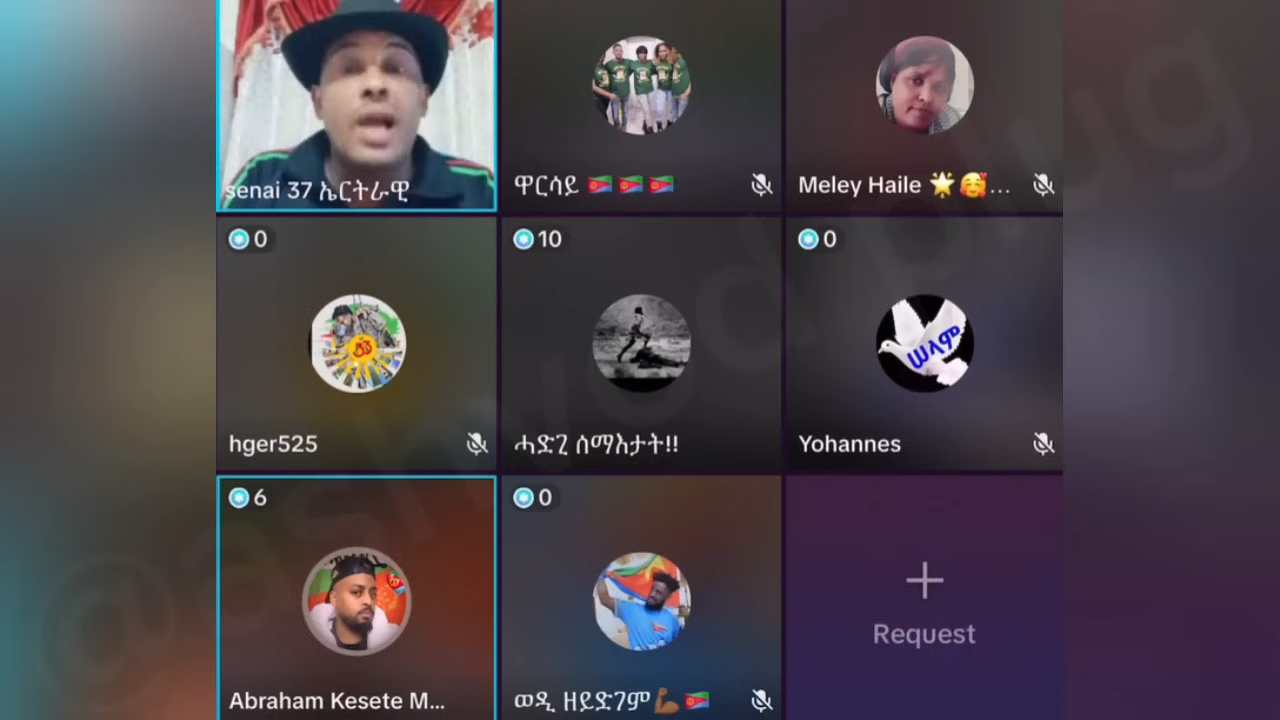 senai 37 ኤርትራዊ
ዋርሳይ 🇪🇷 🇪🇷 🇪🇷
Meley Haile 🌟🥰...
0
10
0
hger525
ሓድጊ ሰማእታት!!
ሠላም
Yohannes
6
0
Request
Abraham Kesete M...
ወዲ ዘይድገም💪🏾🇪🇷